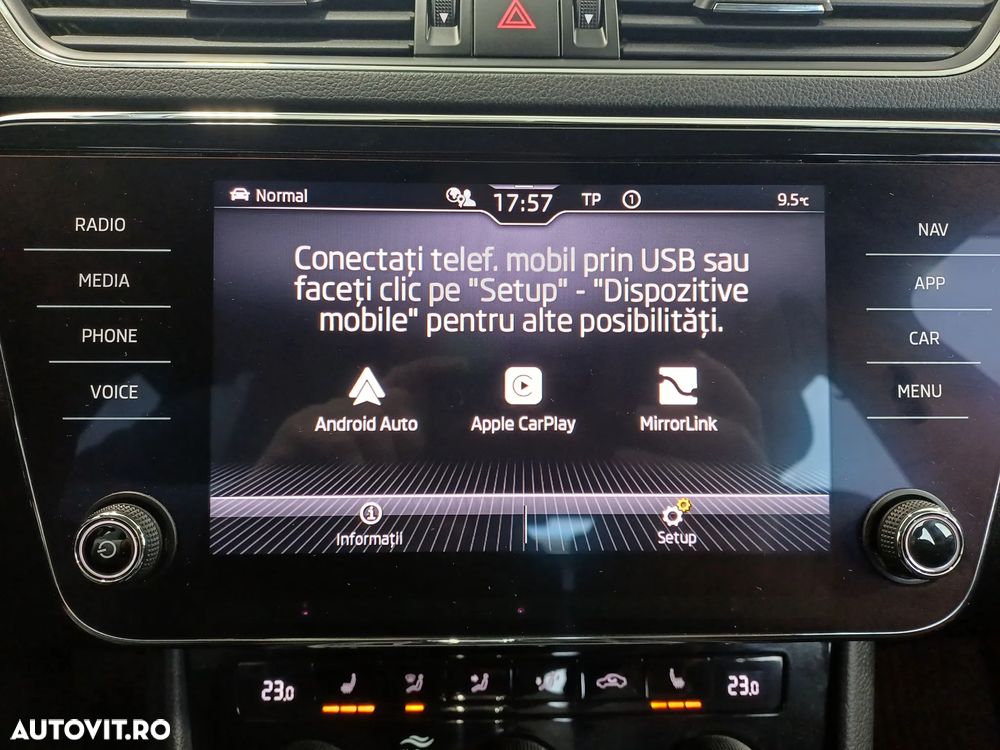 Normal
17:57
TP
1
9.5°C
RADIO
MEDIA
PHONE
VOICE
NAV
APP
CAR
MENU
Conectați telef. mobil prin USB sau
faceți clic pe "Setup" - "Dispozitive
mobile" pentru alte posibilități.
Android Auto
Apple CarPlay
MirrorLink
Informații
Setup
23.0
23.0
AUTOVIT.RO